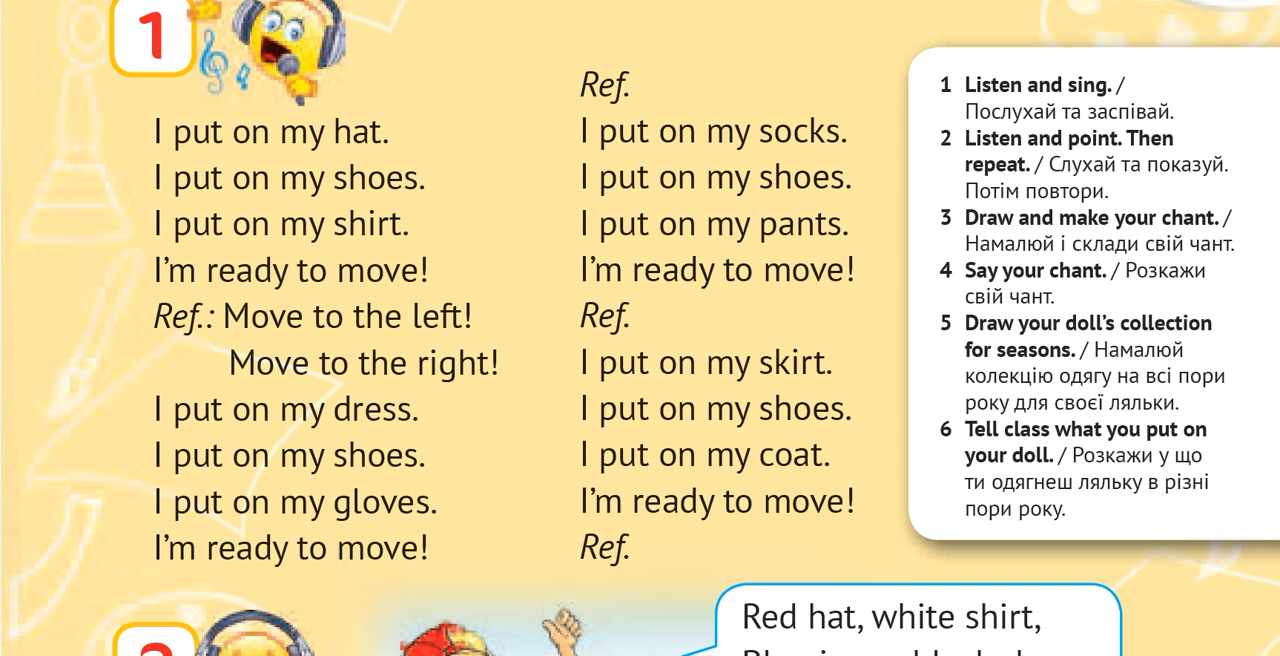 1
I put on my hat.
I put on my shoes.
I put on my shirt.
I'm ready to move!
Ref.: Move to the left!
Move to the right!
I put on my dress.
I put on my shoes.
I put on my gloves.
I'm ready to move!
Ref.
I put on my socks.
I put on my shoes.
I put on my pants.
I'm ready to move!
Ref.
I put on my skirt.
I put on my shoes.
I put on my coat.
I'm ready to move!
Ref.
1 Listen and sing. /
Послухай та заспівай.
2 Listen and point. Then
repeat. / Слухай та показуй.
Потім повтори.
3 Draw and make your chant. /
Намалюй і склади свій чант.
4 Say your chant. / Розкажи
свій чант.
5 Draw your doll's collection
for seasons. / Намалюй
колекцію одягу на всі пори
року для своєї ляльки.
6 Tell class what you put on
your doll. / Розкажи у що
ти одягнеш ляльку в різні
пори року.
Red hat, white shirt,